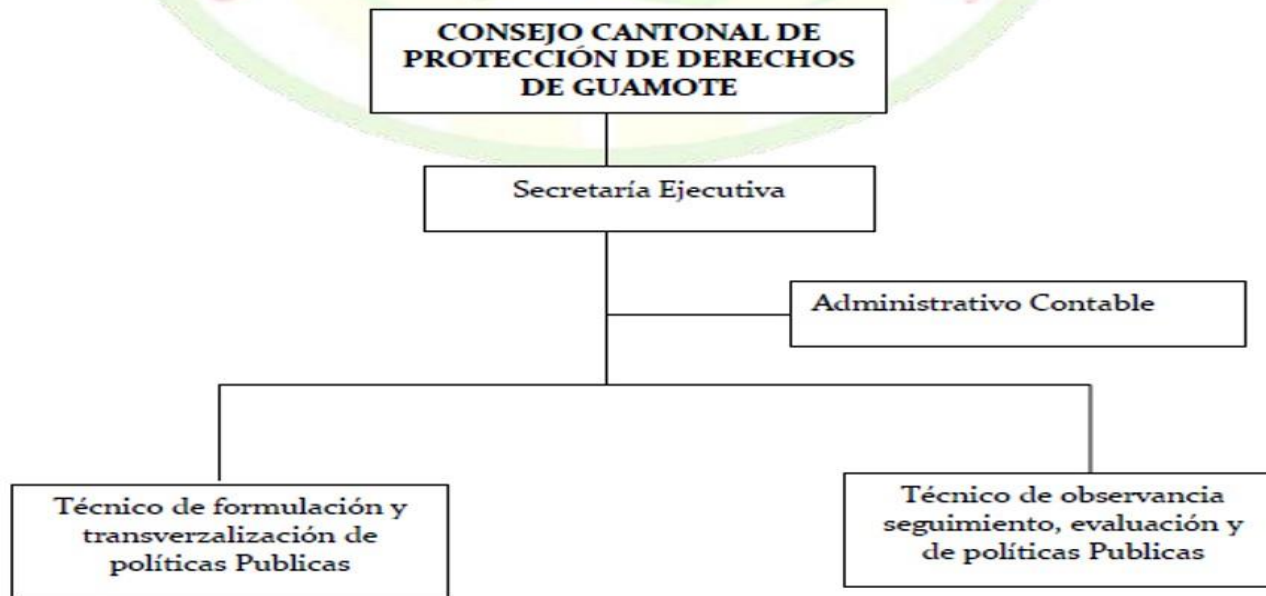 CONSEJO CANTONAL DE
PROTECCIÓN DE DERECHOS
DE GUAMOTE
Secretaría Ejecutiva
Administrativo Contable
Técnico de formulación y
transverzalización de
políticas Publicas
Técnico de observancia
seguimiento, evaluación y
de políticas Publicas